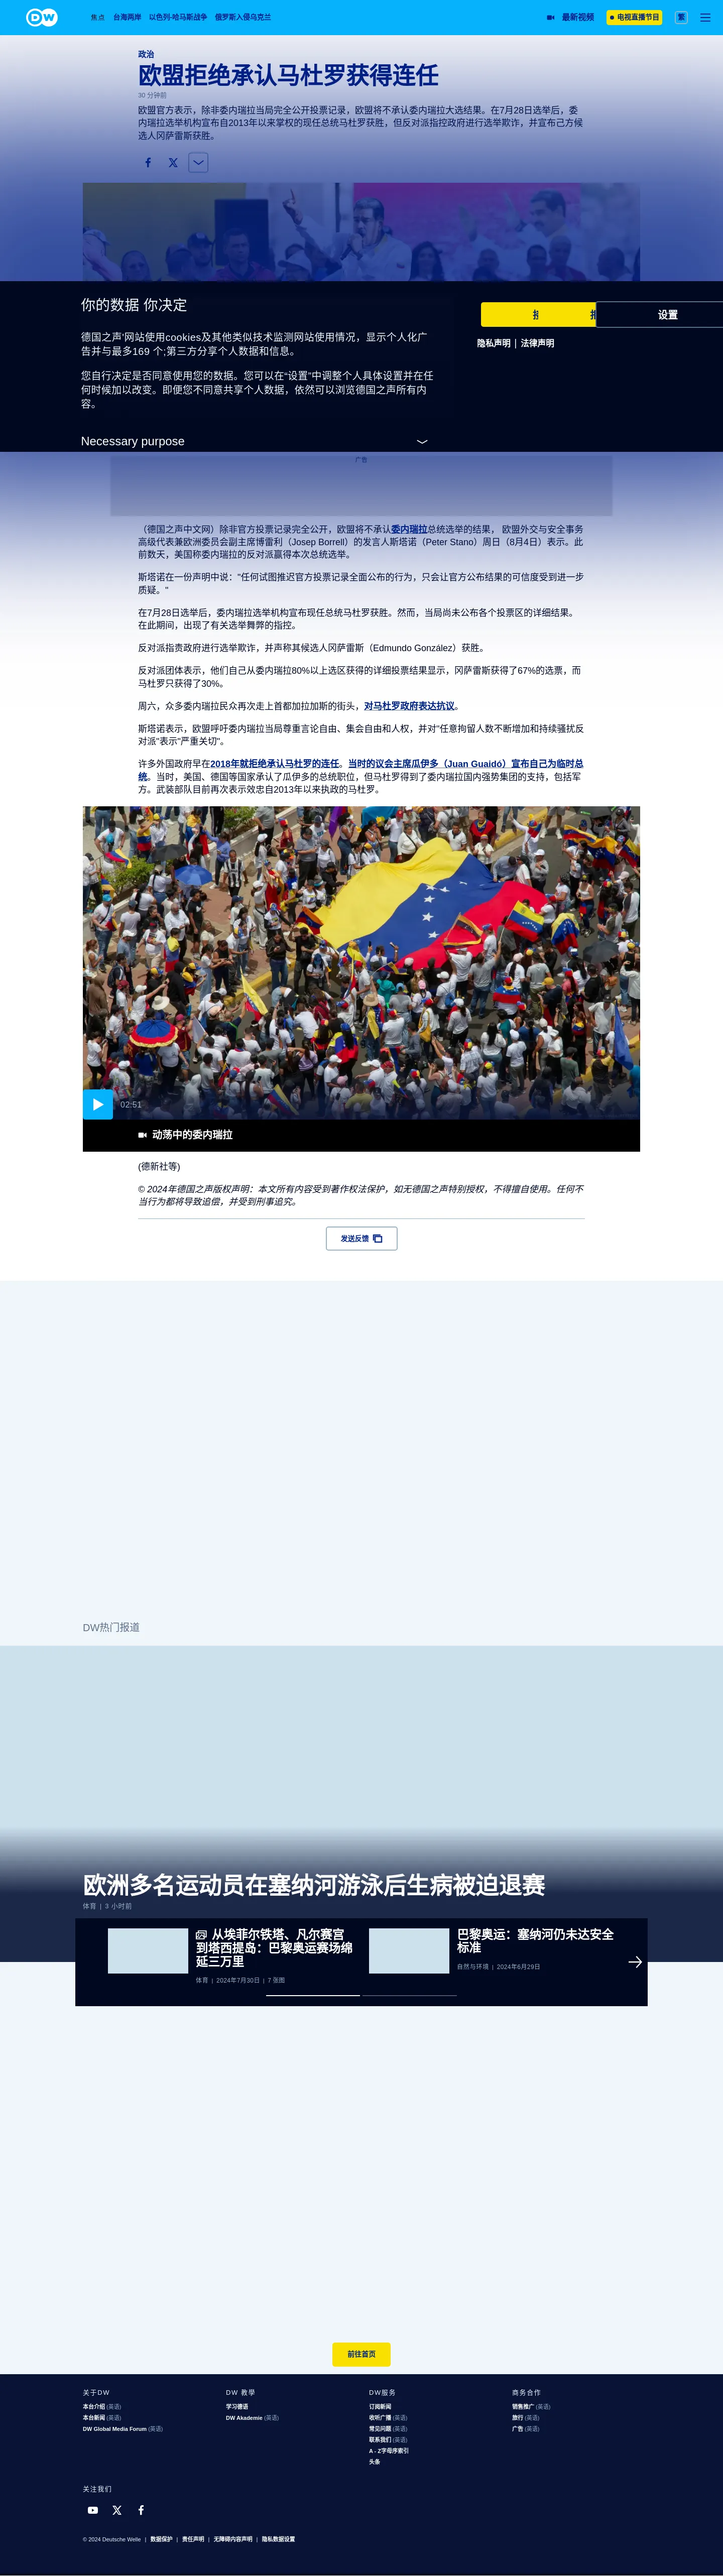 DW
焦点 台海两岸 以色列-哈马斯战争 俄罗斯入侵乌克兰 最新视频 电视直播节目 繁
政治
欧盟拒绝承认马杜罗获得连任
30 分钟前
欧盟官方表示，除非委内瑞拉当局完全公开投票记录，欧盟将不承认委内瑞拉大选结果。在7月28日选举后，委
内瑞拉选举机构宣布自2013年以来掌权的现任总统马杜罗获胜，但反对派指控政府进行选举欺诈，并宣布己方候
选人冈萨雷斯获胜。
你的数据 你决定
设置
德国之声'网站使用cookies及其他类似技术监测网站使用情况，显示个人化广
告并与最多169 个;第三方分享个人数据和信息。
隐私声明 | 法律声明
您自行决定是否同意使用您的数据。您可以在“设置”中调整个人具体设置并在任
何时候加以改变。即便您不同意共享个人数据，依然可以浏览德国之声所有内
容。
Necessary purpose
广告
（德国之声中文网）除非官方投票记录完全公开，欧盟将不承认委内瑞拉总统选举的结果， 欧盟外交与安全事务
高级代表兼欧洲委员会副主席博雷利（Josep Borrell）的发言人斯塔诺（Peter Stano）周日（8月4日）表示。此
前数天，美国称委内瑞拉的反对派赢得本次总统选举。
斯塔诺在一份声明中说："任何试图推迟官方投票记录全面公布的行为，只会让官方公布结果的可信度受到进一步
质疑。"
在7月28日选举后，委内瑞拉选举机构宣布现任总统马杜罗获胜。然而，当局尚未公布各个投票区的详细结果。
在此期间，出现了有关选举舞弊的指控。
反对派指责政府进行选举欺诈，并声称其候选人冈萨雷斯（Edmundo González）获胜。
反对派团体表示，他们自己从委内瑞拉80%以上选区获得的详细投票结果显示，冈萨雷斯获得了67%的选票，而
马杜罗只获得了30%。
周六，众多委内瑞拉民众再次走上首都加拉加斯的街头，对马杜罗政府表达抗议。
斯塔诺表示，欧盟呼吁委内瑞拉当局尊重言论自由、集会自由和人权，并对"任意拘留人数不断增加和持续骚扰反
对派"表示"严重关切"。
许多外国政府早在2018年就拒绝承认马杜罗的连任。当时的议会主席瓜伊多（Juan Guaidó）宣布自己为临时总
统。当时，美国、德国等国家承认了瓜伊多的总统职位，但马杜罗得到了委内瑞拉国内强势集团的支持，包括军
方。武装部队目前再次表示效忠自2013年以来执政的马杜罗。
02:51
动荡中的委内瑞拉
(德新社等)
© 2024年德国之声版权声明：本文所有内容受到著作权法保护，如无德国之声特别授权，不得擅自使用。任何不
当行为都将导致追偿，并受到刑事追究。
发送反馈
DW热门报道
欧洲多名运动员在塞纳河游泳后生病被迫退赛
体育 | 3 小时前
从埃菲尔铁塔、凡尔赛宫
到塔西提岛：巴黎奥运赛场绵
延三万里
体育 | 2024年7月30日 | 7 张图
巴黎奥运：塞纳河仍未达安全
标准
自然与环境 | 2024年6月29日
前往首页
关于DW
本台介绍 (英语)
本台新闻 (英语)
DW Global Media Forum (英语)
DW 教學
学习德语
DW Akademie (英语)
DW服务
订阅新闻
收听广播 (英语)
常见问题 (英语)
联系我们 (英语)
A - Z字母序索引
头条
商务合作
销售推广 (英语)
旅行 (英语)
广告 (英语)
关注我们
© 2024 Deutsche Welle | 数据保护 | 责任声明 | 无障碍内容声明 | 隐私数据设置